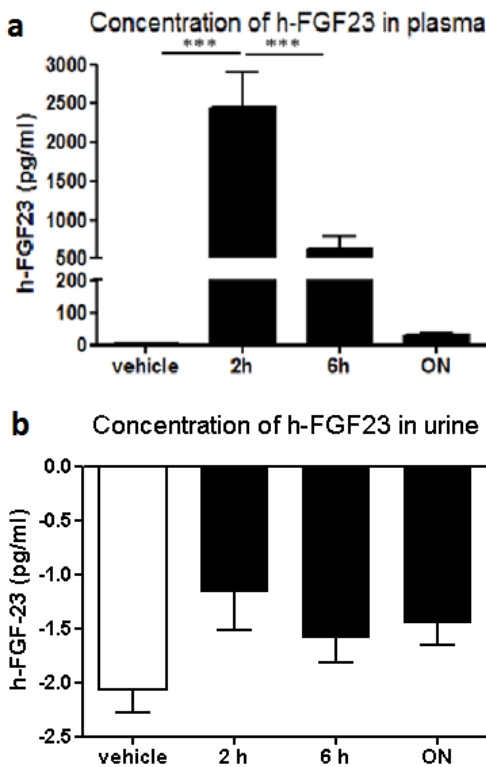 a
Concentration of h-FGF23 in plasma
*** ***
h-FGF23 (pg/ml)
3000
2500
2000
1500
1000
500
200
100
0
vehicle 2h 6h ON
b
Concentration of h-FGF23 in urine
h-FGF-23 (pg/ml)
0.0
-0.5
-1.0
-1.5
-2.0
-2.5
vehicle 2 h 6 h ON